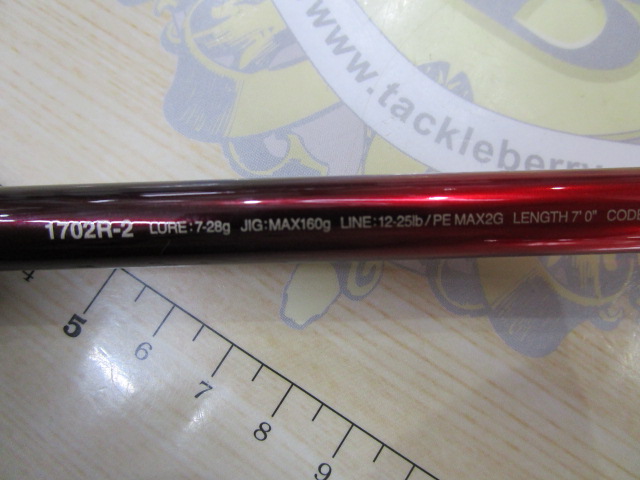 www.tackleberry
1702R-2 LURE:7-28g JIG:MAX160g LINE:12-25lb/PE MAX2G LENGTH 7'0" CODE
5
6
7
8
9